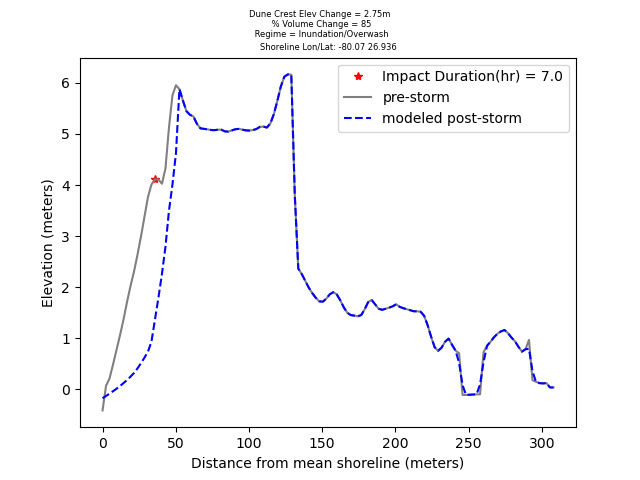 Dune Crest Elev Change = 2.75m
% Volume Change = 85
Regime = Inundation/Overwash
Shoreline Lon/Lat: -80.07 26.936
Impact Duration(hr) = 7.0
pre-storm
modeled post-storm
6
5
4
3
2
1
0
Elevation (meters)
0 50 100 150 200 250 300
Distance from mean shoreline (meters)